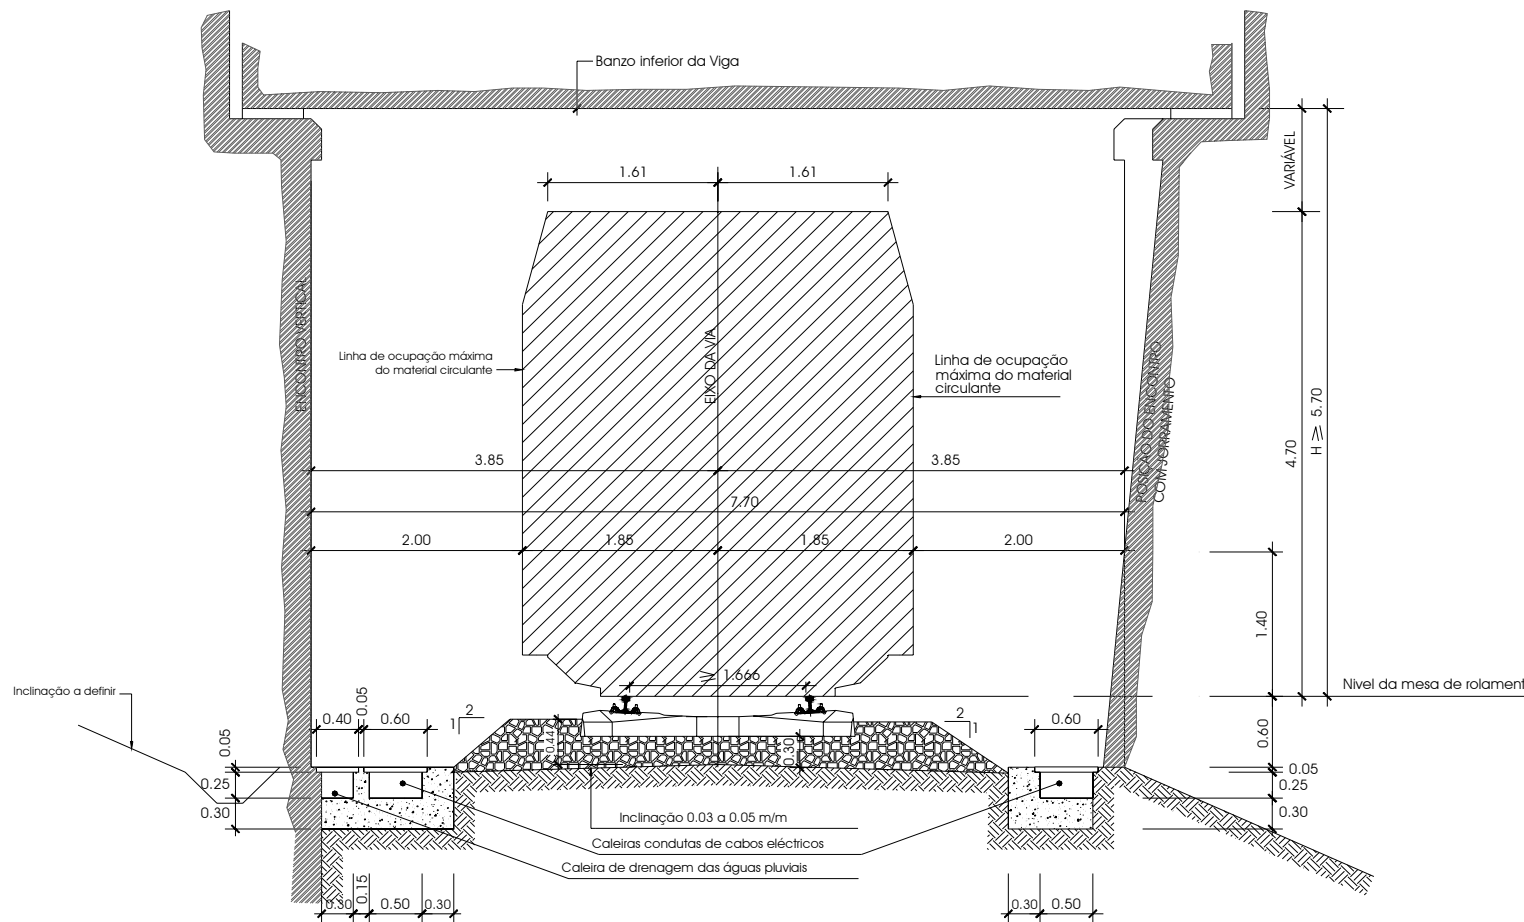 Banzo inferior da Viga
VARIÁVEL
1.61
1.61
ENCONTRO VERTICAL
EIXO DA VIA
Linha de ocupação máxima
do material circulante
Linha de ocupação
máxima do material
circulante
POSIÇÃO DO ENCONTRO
COM JORRAMENTO
4.70
H ≥ 5.70
3.85
3.85
7.70
2.00
1.85
1.85
2.00
1.40
≥ 1.666
Inclinação a definir
Nivel da mesa de rolament
0.05
0.40
0.60
2
1
2
1
0.60
0.60
0.44
0.30
0.05
0.25
0.30
0.05
0.25
0.30
Inclinação 0.03 a 0.05 m/m
Caleiras condutas de cabos eléctricos
Caleira de drenagem das águas pluviais
0.15
0.30
0.50
0.30
0.30
0.50